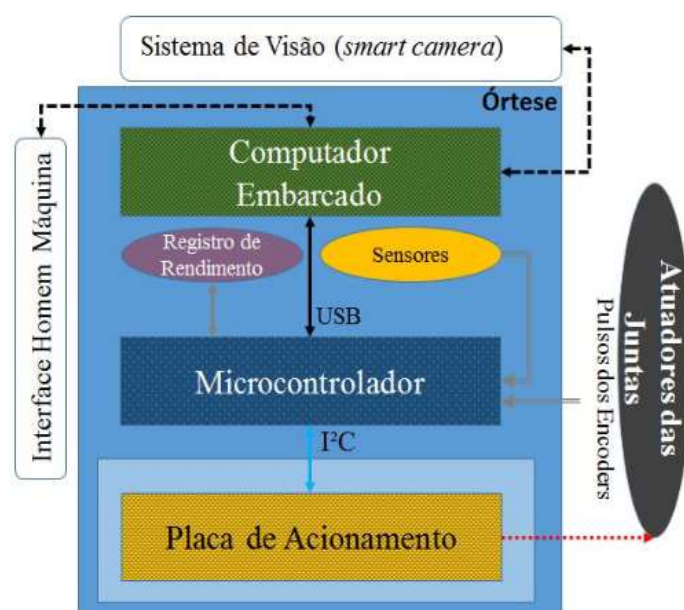 Sistema de Visão (smart camera)
Órtese
Interface Homem Máquina
Computador
Embarcado
Registro de
Rendimento
Sensores
USB
Microcontrolador
I²C
Placa de Acionamento
Pulsos dos Encoders
Atuadores das
Juntas